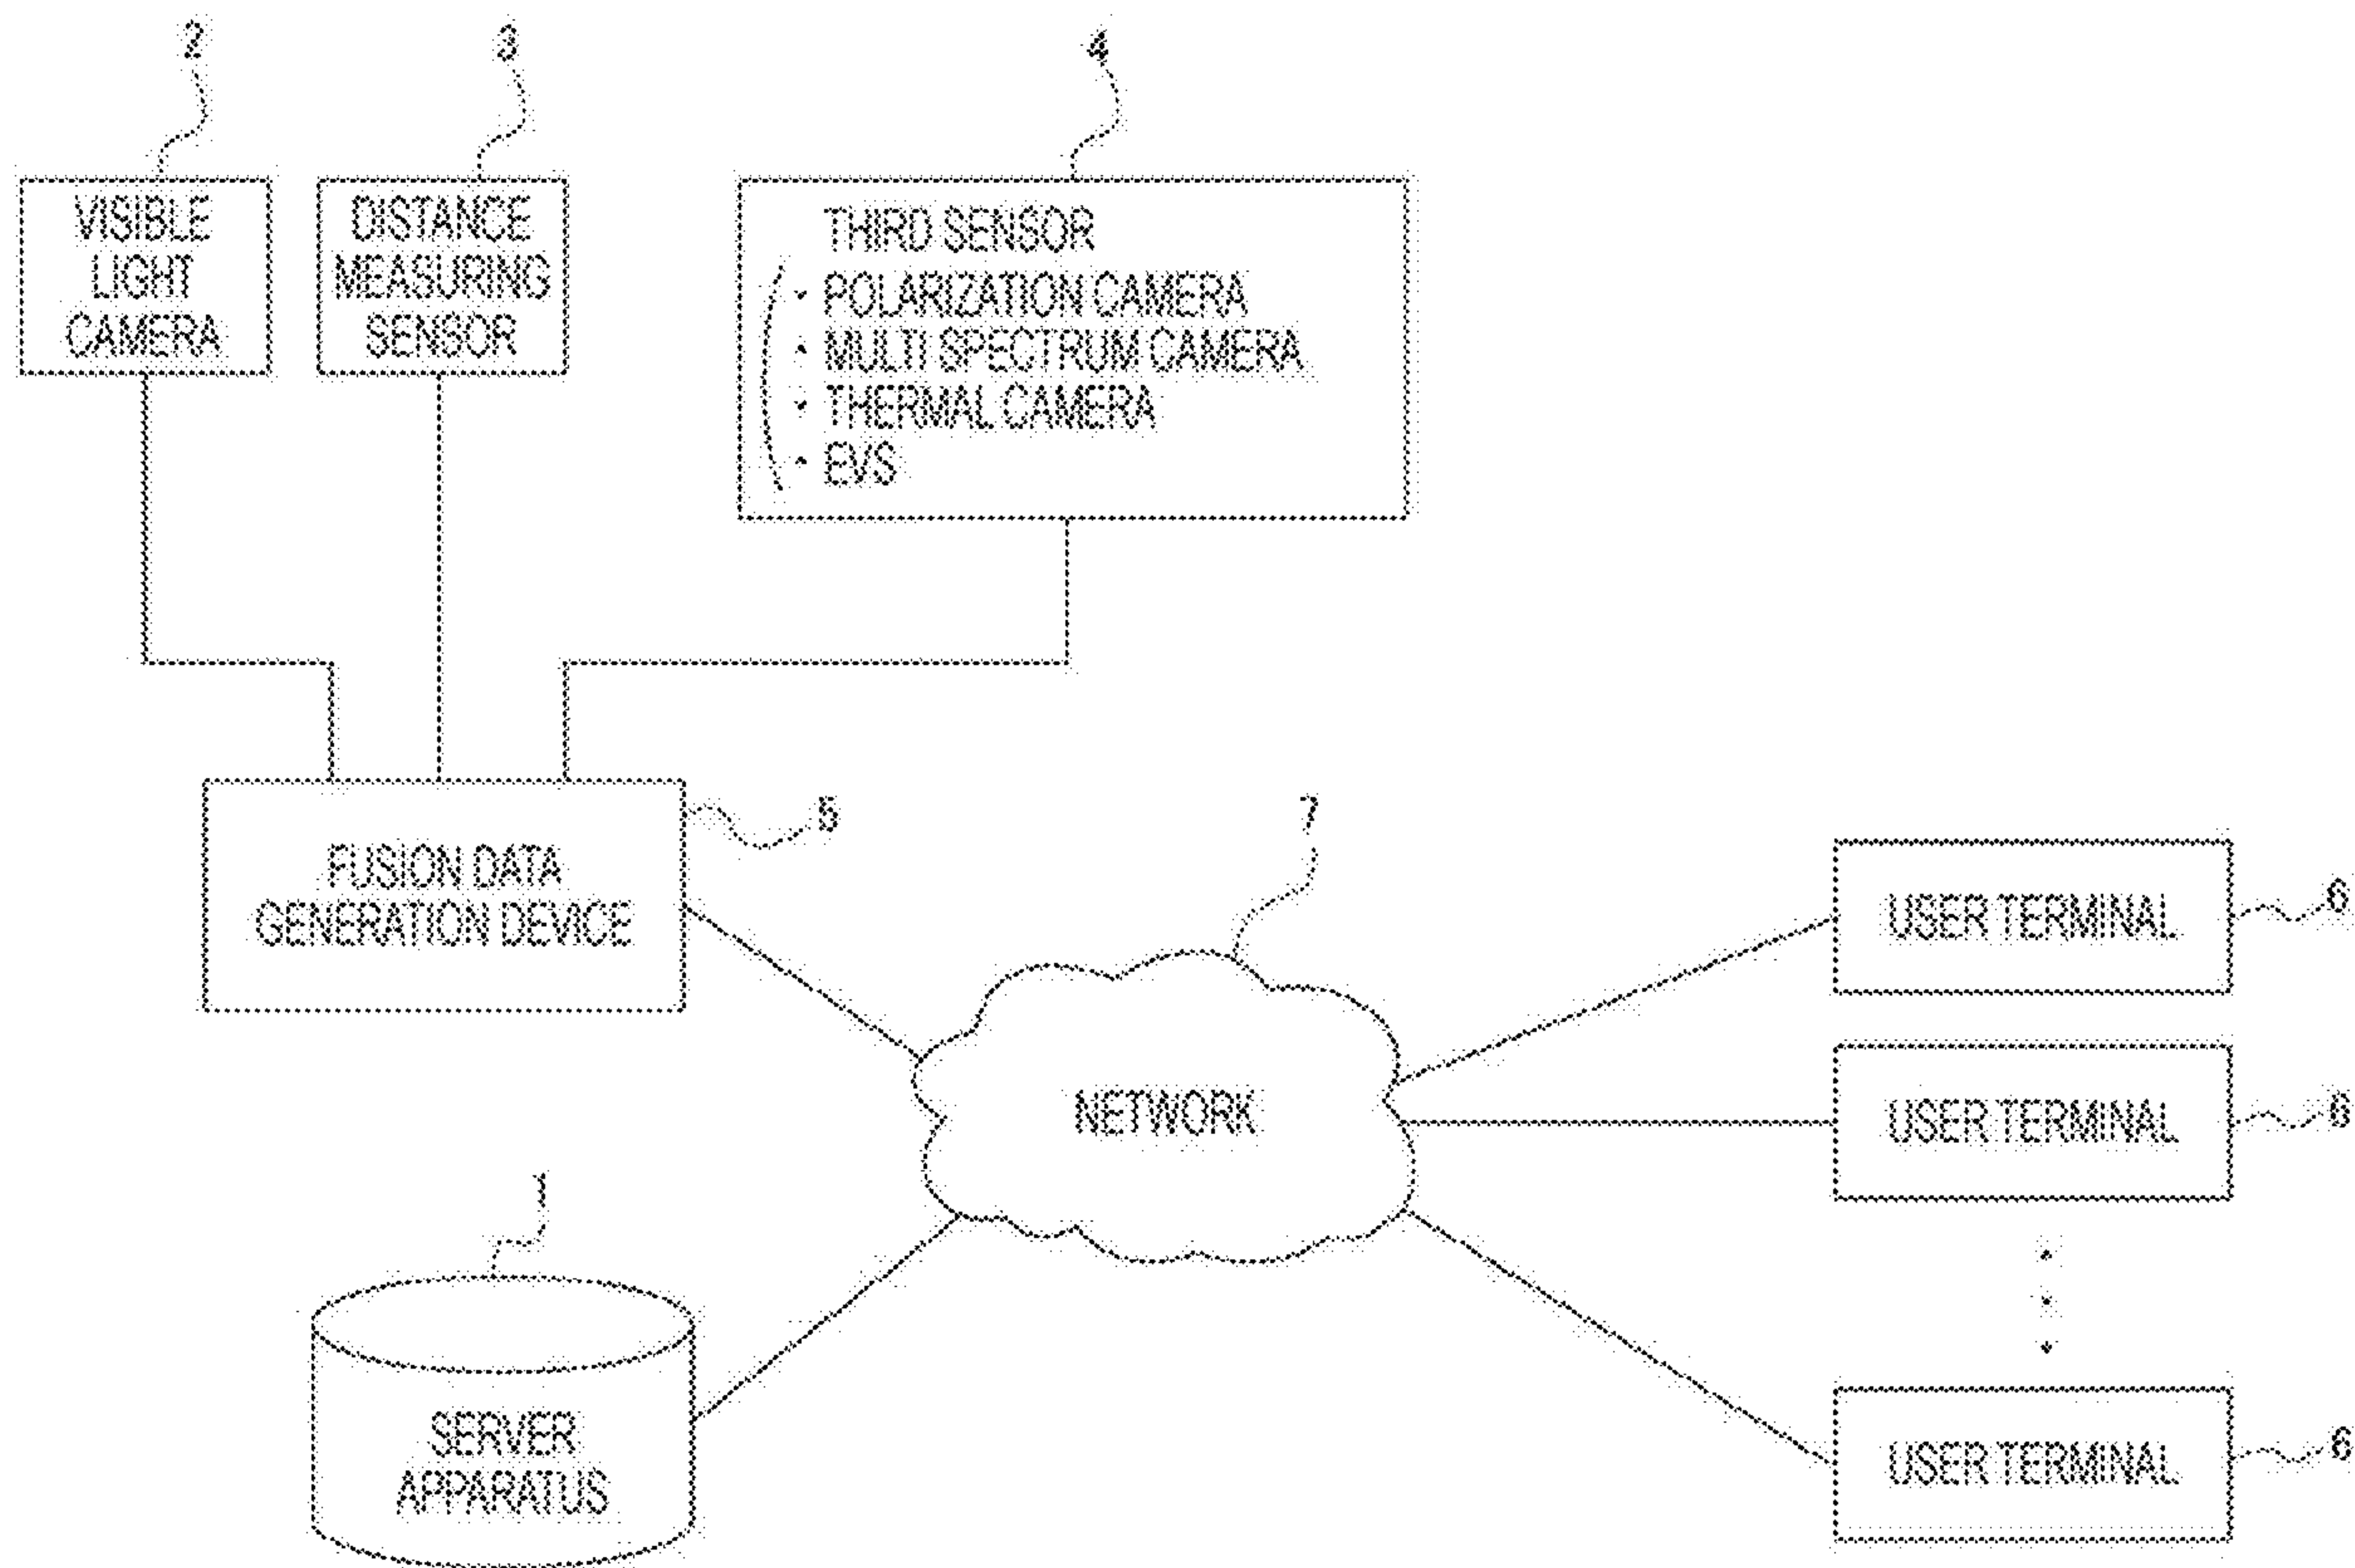 2
3
4
VISIBLE
LIGHT
CAMERA
DISTANCE
MEASURING
SENSOR
THIRD SENSOR
・ POLARIZATION CAMERA
・ MULTI SPECTRUM CAMERA
・ THERMAL CAMERA
・ EVS
5
7
FUSION DATA
GENERATION DEVICE
USER TERMINAL
6
NETWORK
USER TERMINAL
6
1
SERVER
APPARATUS
USER TERMINAL
6